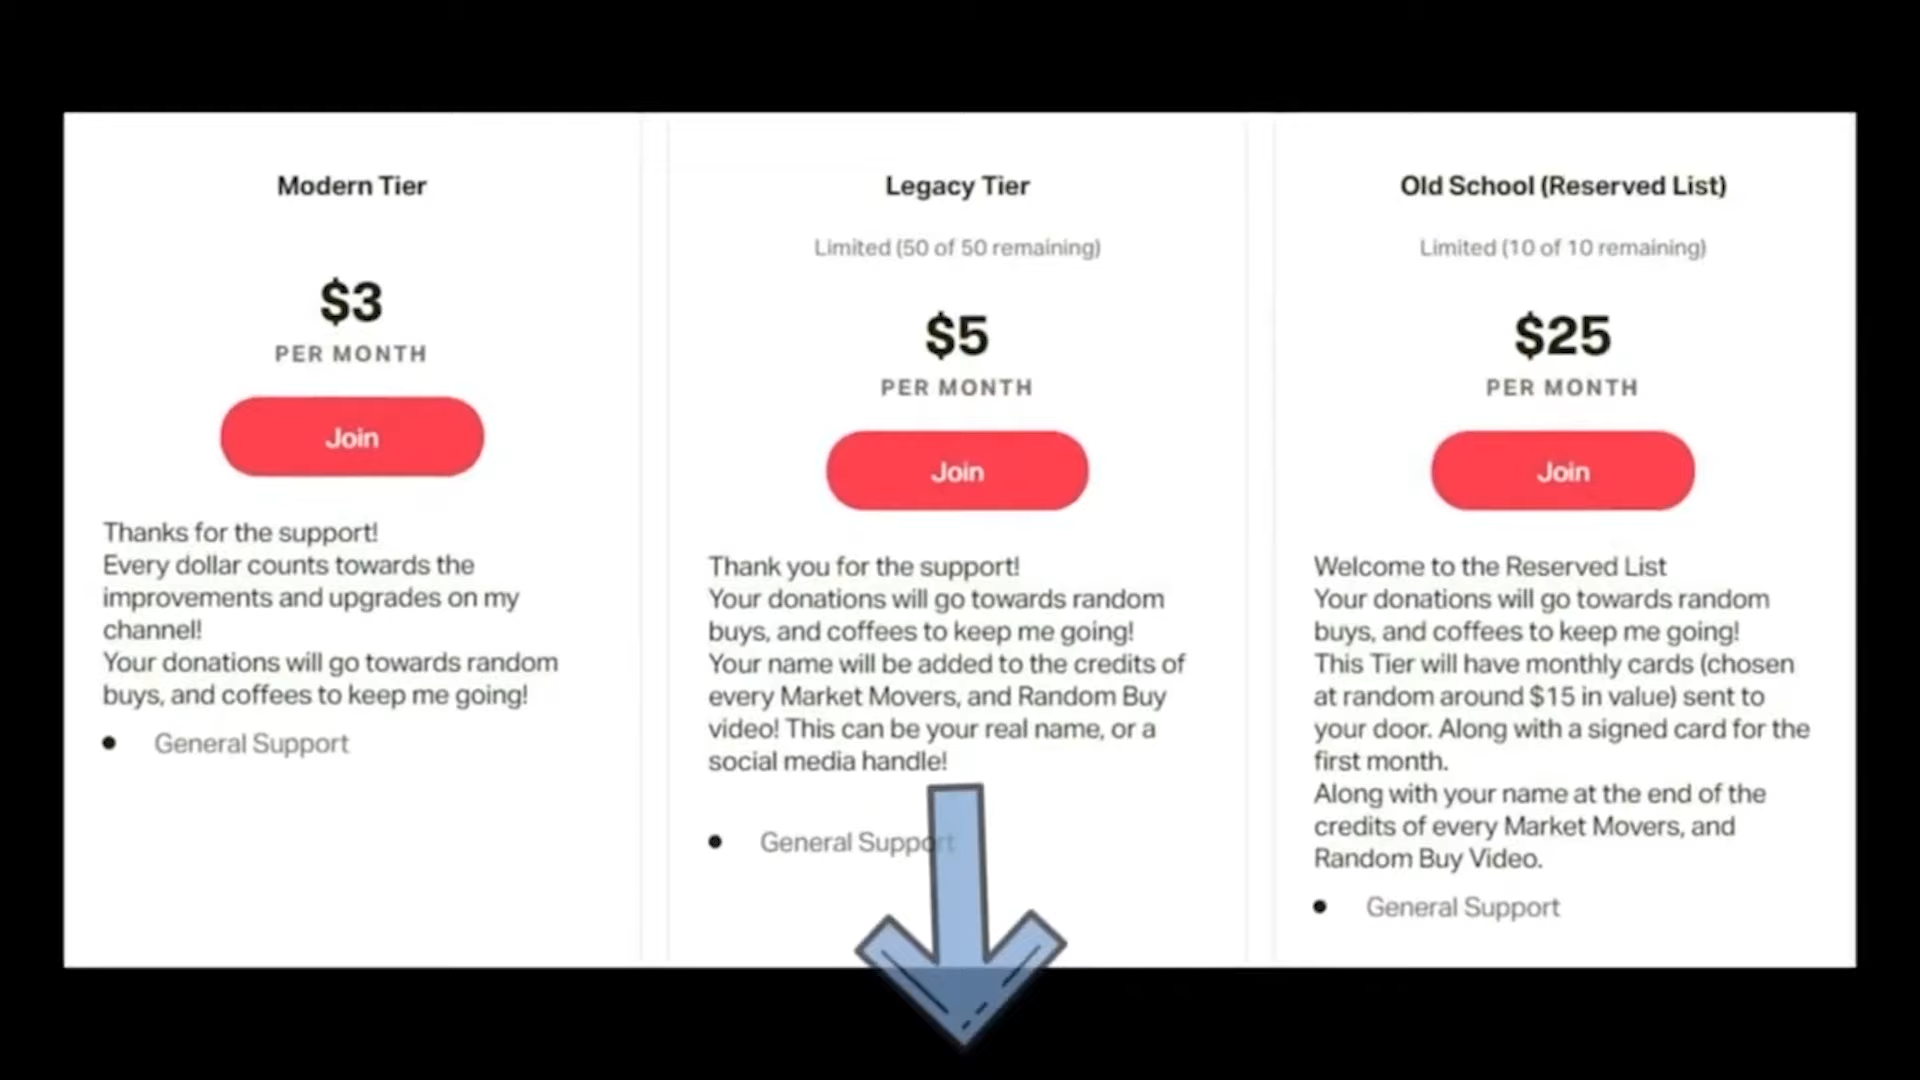 Modern Tier
$3
PER MONTH
Join
Thanks for the support!
Every dollar counts towards the
improvements and upgrades on my
channel!
Your donations will go towards random
buys, and coffees to keep me going!
General Support
Legacy Tier
Limited (50 of 50 remaining)
$5
PER MONTH
Join
Thank you for the support!
Your donations will go towards random
buys, and coffees to keep me going!
Your name will be added to the credits of
every Market Movers, and Random Buy
video! This can be your real name, or a
social media handle!
General Support
Old School (Reserved List)
Limited (10 of 10 remaining)
$25
PER MONTH
Join
Welcome to the Reserved List
Your donations will go towards random
buys, and coffees to keep me going!
This Tier will have monthly cards (chosen
at random around $15 in value) sent to
your door. Along with a signed card for the
first month.
Along with your name at the end of the
credits of every Market Movers, and
Random Buy Video.
General Support